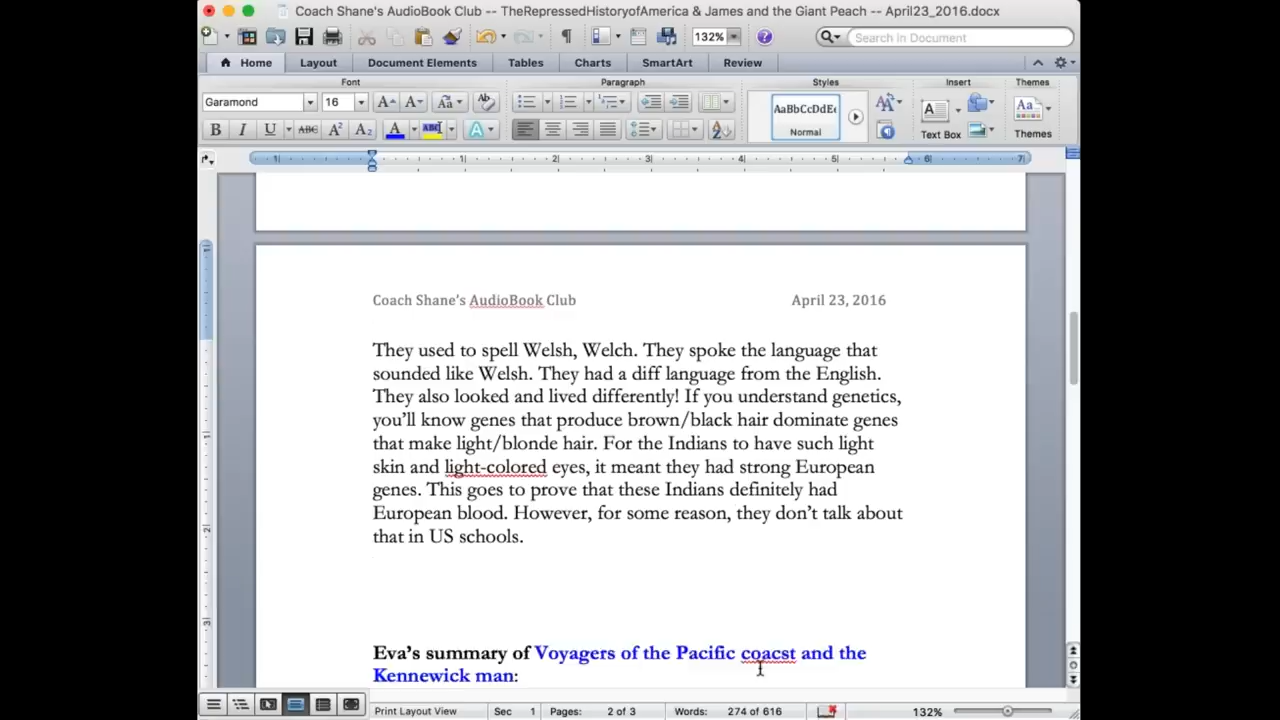 Coach Shane's AudioBook Club -- TheRepressedHistoryofAmerica & James and the Giant Peach -- April23_2016.docx
132%
Search In Document
Home Layout Document Elements Tables Charts SmartArt Review
Font Paragraph Styles Insert Themes
Garamond 16
AaBbCcDdE
Normal
Text Box
Themes
Coach Shane's AudioBook Club April 23, 2016
They used to spell Welsh, Welch. They spoke the language that
sounded like Welsh. They had a diff language from the English.
They also looked and lived differently! If you understand genetics,
you'll know genes that produce brown/black hair dominate genes
that make light/blonde hair. For the Indians to have such light
skin and light-colored eyes, it meant they had strong European
genes. This goes to prove that these Indians definitely had
European blood. However, for some reason, they don't talk about
that in US schools.
Eva's summary of Voyagers of the Pacific coacst and the
Kennewick man:
Print Layout View Sec 1 Pages: 2 of 3 Words: 274 of 616 132%